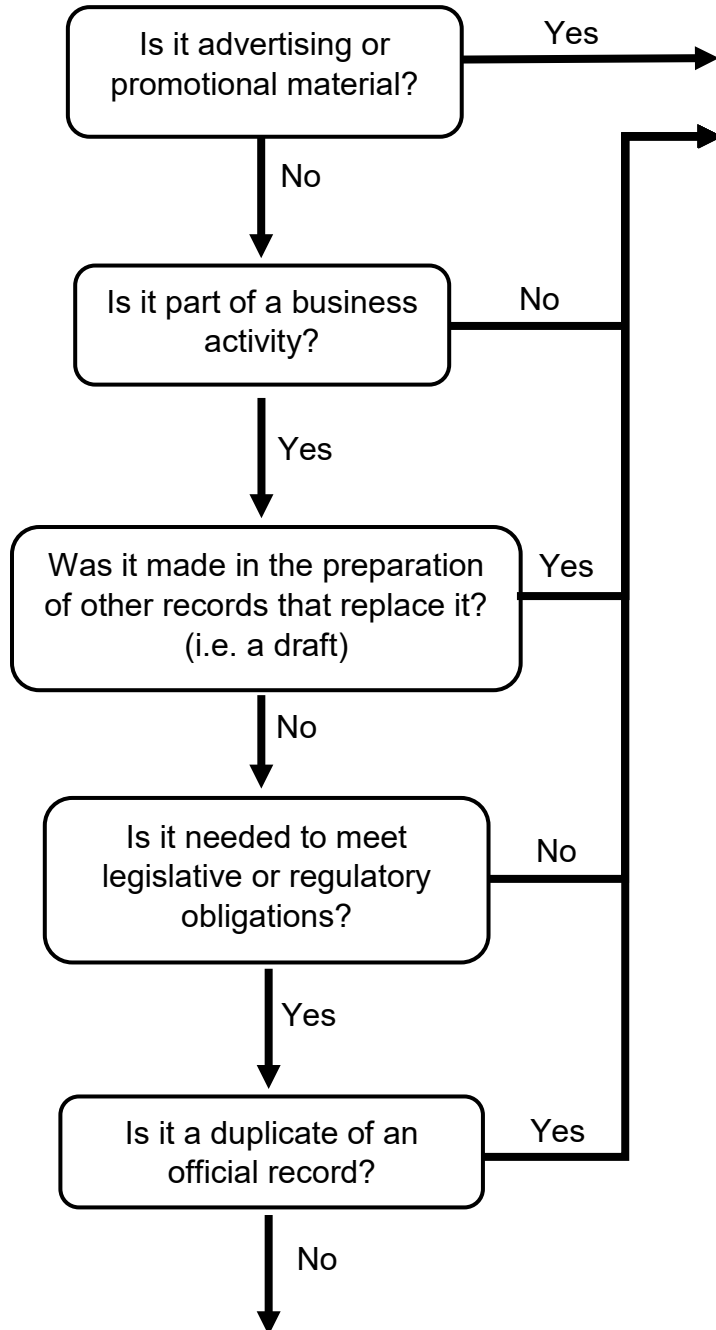 Is it advertising or
promotional material?
Yes
No
Is it part of a business
activity?
No
Yes
Was it made in the preparation
of other records that replace it?
(i.e. a draft)
Yes
No
Is it needed to meet
legislative or regulatory
obligations?
No
Yes
Is it a duplicate of an
official record?
Yes
No